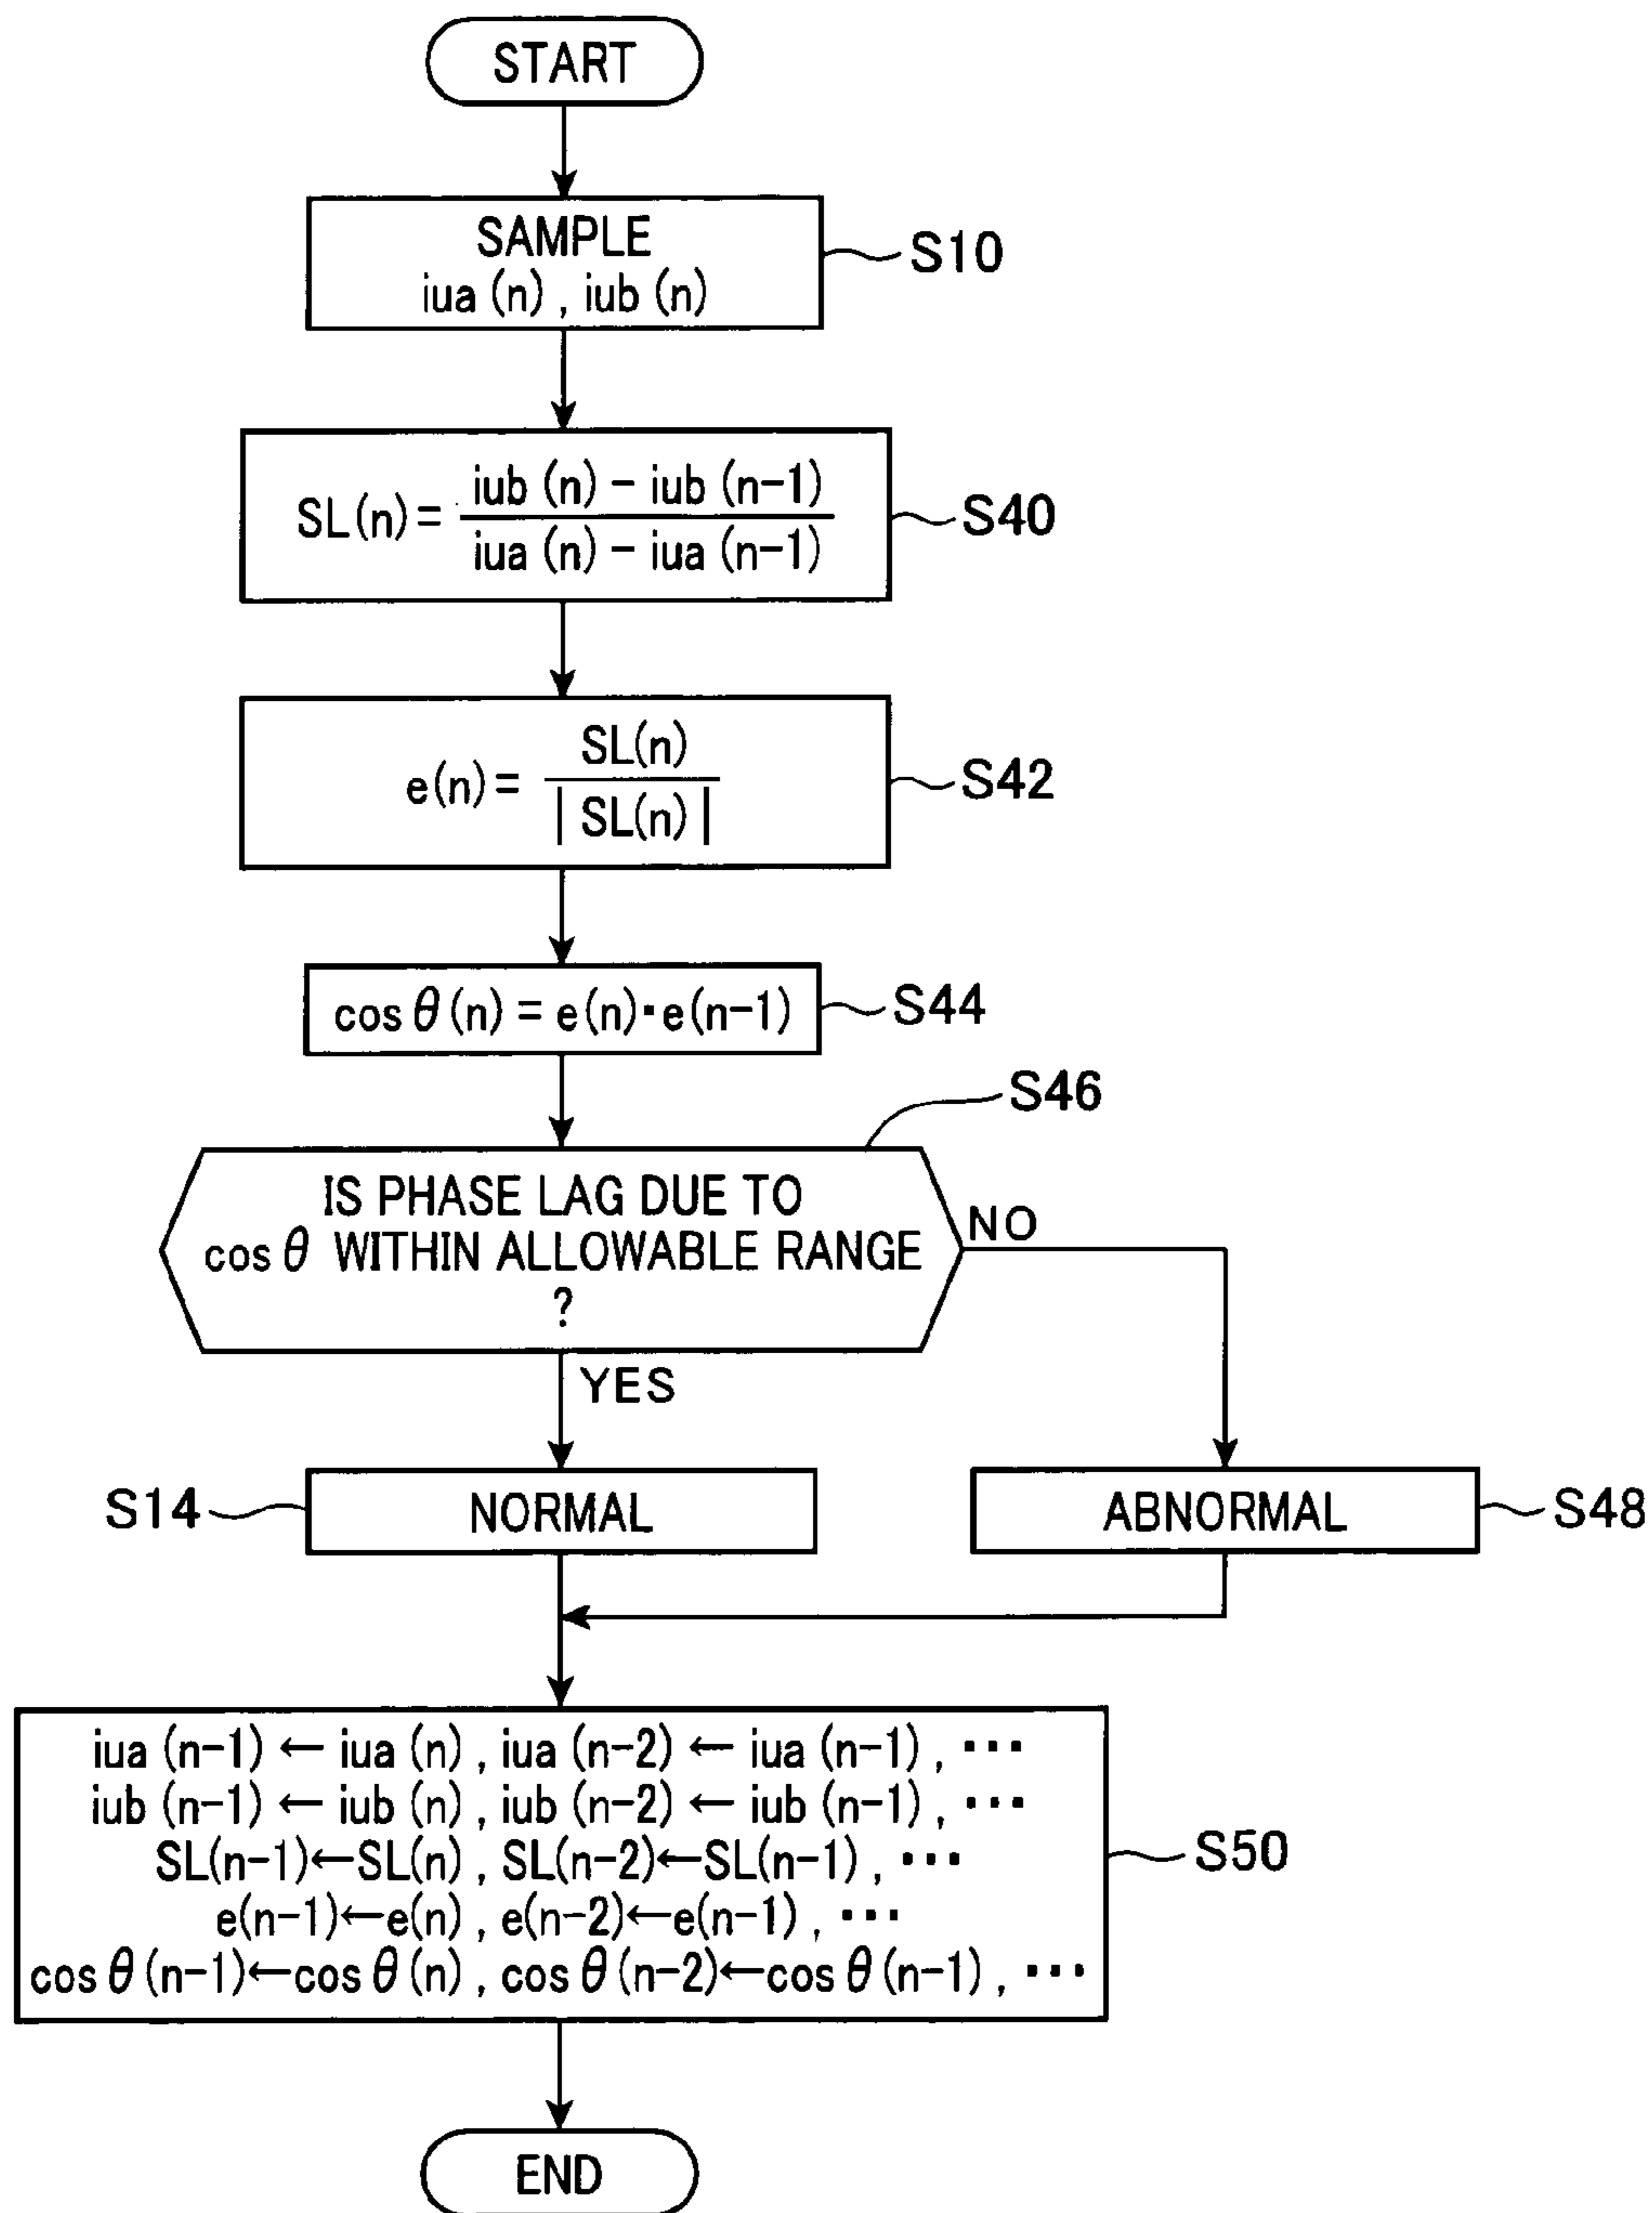 START
SAMPLE
iua (n) , iub (n)
S10
SL(n) = iub (n) − iub (n−1)
iua (n) − iua (n−1)
S40
e(n) = SL(n)
| SL(n) |
S42
cos θ (n) = e(n)▪e(n−1)
S44
S46
IS PHASE LAG DUE TO
cos θ WITHIN ALLOWABLE RANGE
?
NO
YES
S14
NORMAL
ABNORMAL
S48
iua (n−1) ← iua (n) , iua (n−2) ← iua (n−1) , ▪▪▪
iub (n−1) ← iub (n) , iub (n−2) ← iub (n−1) , ▪▪▪
SL(n−1)←SL(n) , SL(n−2)←SL(n−1) , ▪▪▪
e(n−1)←e(n) , e(n−2)←e(n−1) , ▪▪▪
cos θ (n−1)←cos θ (n) , cos θ (n−2)←cos θ (n−1) , ▪▪▪
S50
END